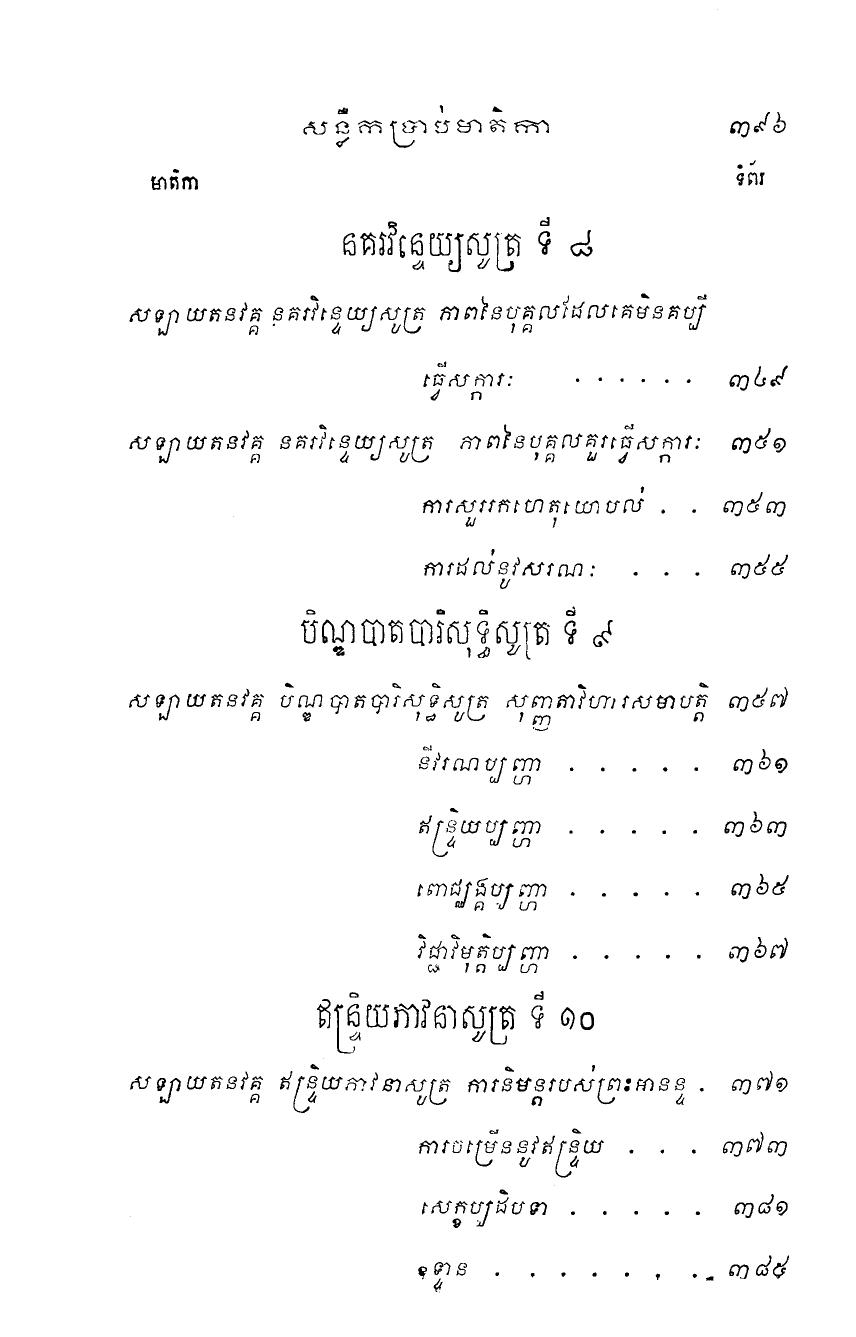 សន្លឹកប្រាប់មាតិកា ៣៩៦
មាតិកា ទំព័រ
នគរវិន្ទេយ្យសូត្រ ទី ៨
សឡាយតនវគ្គ នគរវិន្ទេយ្យសូត្រ ភាពនៃបុគ្គលដែលគេមិនគប្បី
ធ្វើសក្ការៈ . . . . . . ៣៤៩
សឡាយតនវគ្គ នគរវិន្ទេយ្យសូត្រ ភាពនៃបុគ្គលគួរធ្វើសក្ការៈ ៣៥១
ការសួររកហេតុយោបល់ . . ៣៥៣
ការដល់នូវសរណៈ . . . ៣៥៥
បិណ្ឌបាតបារិសុទ្ធិសូត្រ ទី ៩
សឡាយតនវគ្គ បិណ្ឌបាតបារិសុទ្ធិសូត្រ សុញ្ញតាវិហារសមាបត្តិ ៣៥៧
នីវរណប្បញ្ហា . . . . . ៣៦១
ឥន្ទ្រិយប្បញ្ហា . . . . . ៣៦៣
ពោជ្ឈង្គប្បញ្ហា . . . . . ៣៦៥
វិជ្ជាវិមុត្តិប្បញ្ហា . . . . . ៣៦៧
ឥន្ទ្រិយភាវនាសូត្រ ទី ១០
សឡាយតនវគ្គ ឥន្ទ្រិយភាវនាសូត្រ ការនិមន្តរបស់ព្រះអានន្ទ . ៣៧១
ការចម្រើននូវឥន្ទ្រិយ . . . ៣៧៣
សេក្ខប្បដិបទា . . . . . ៣៨១
ឧទ្ទាន . . . . . . . ៣៨៥